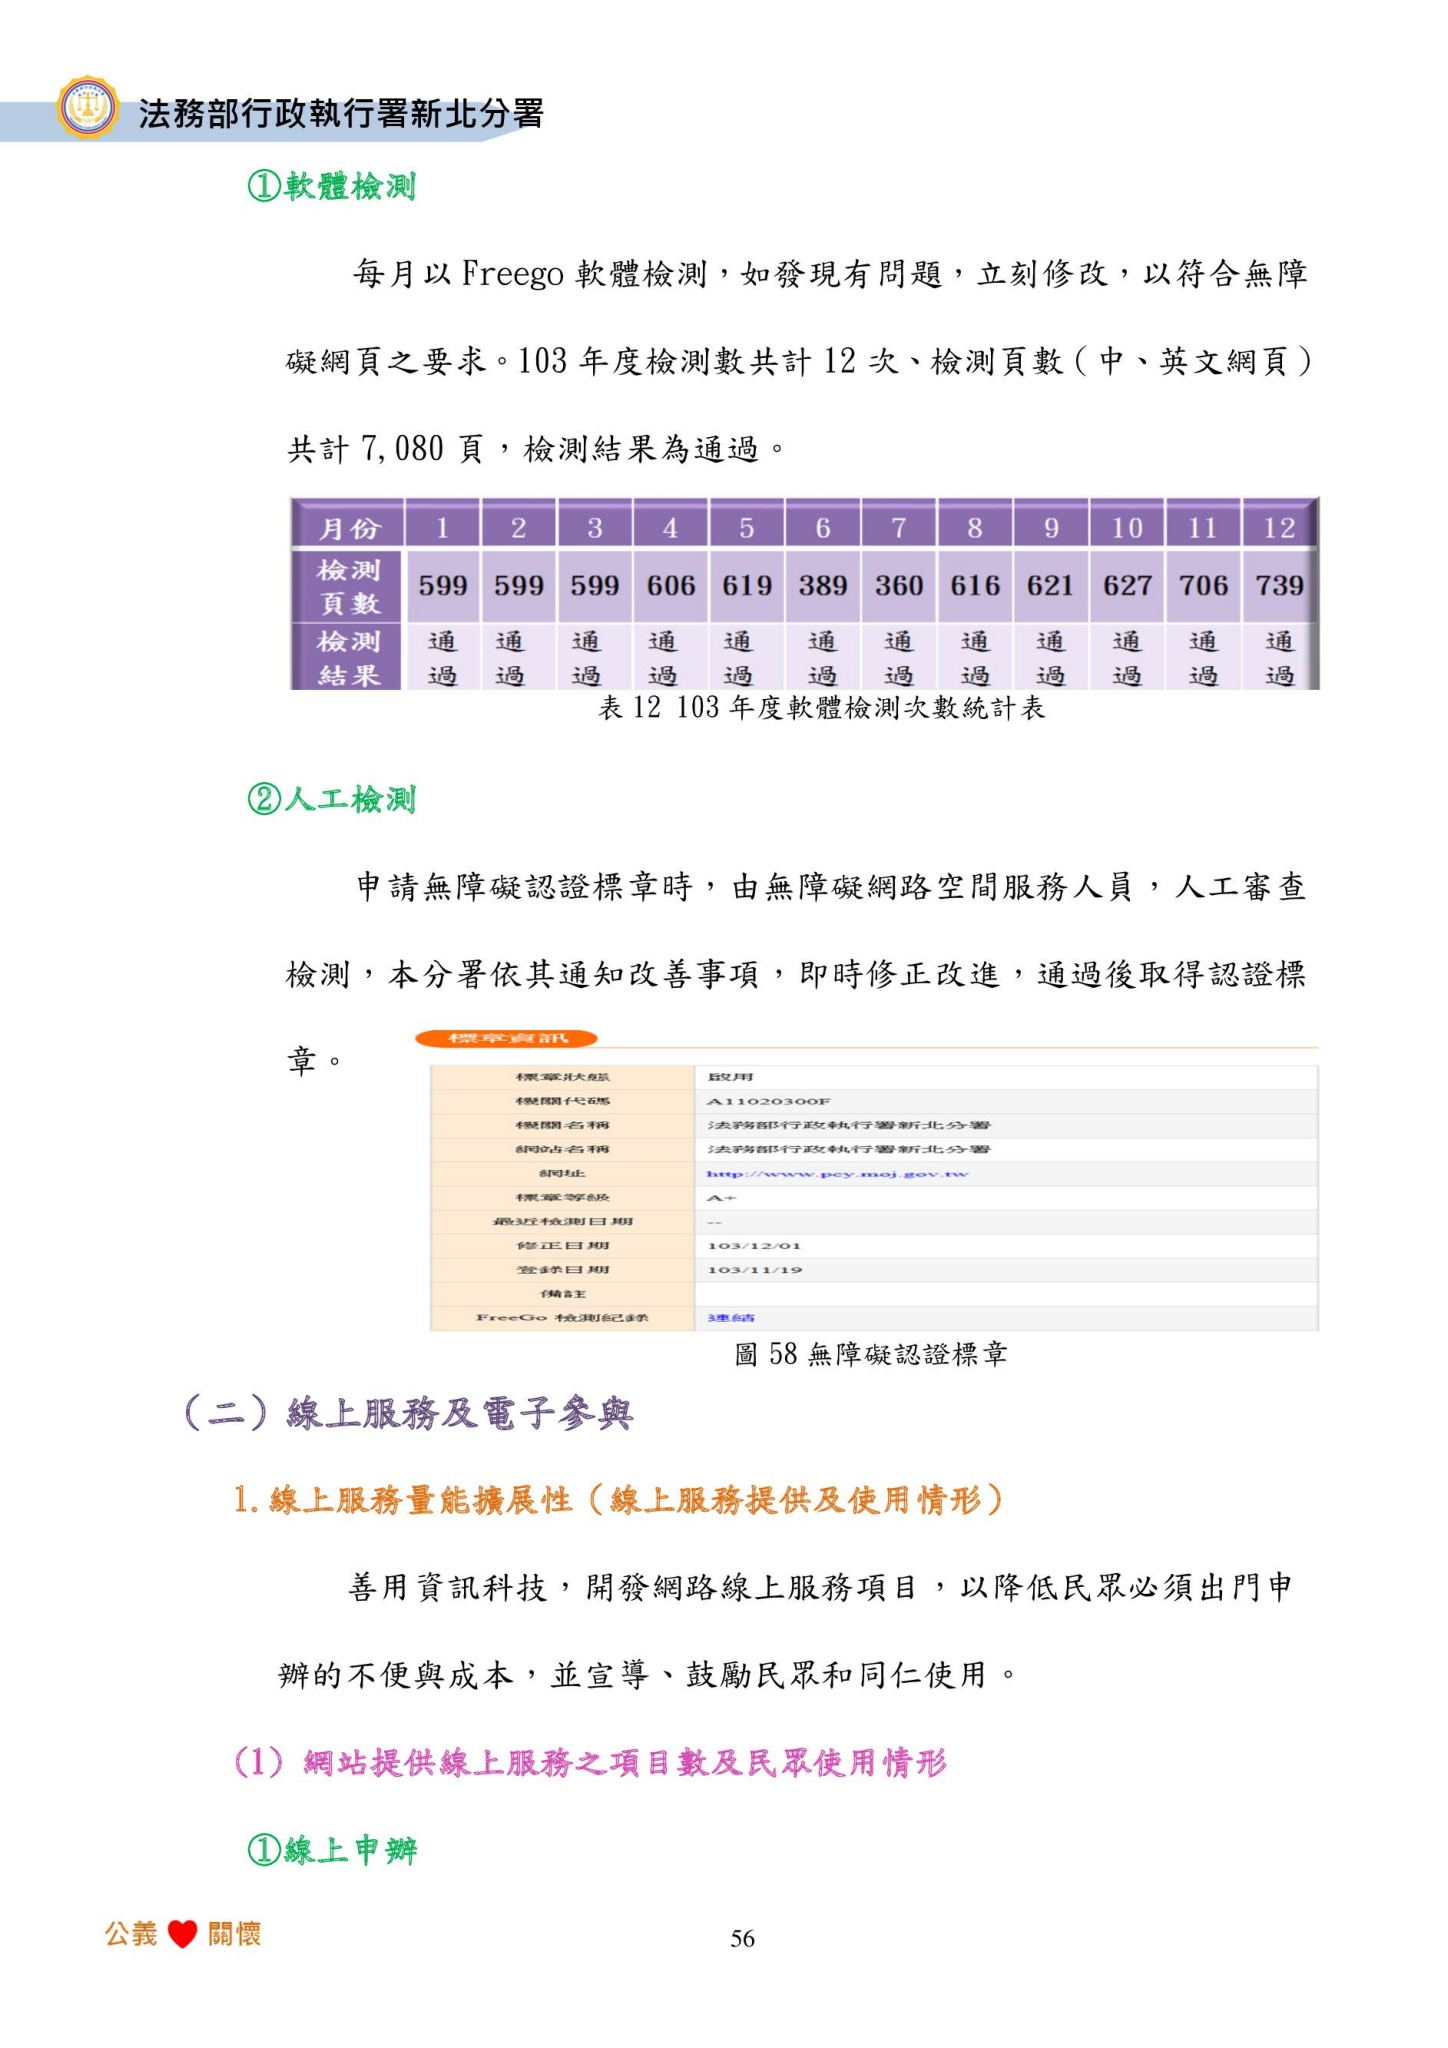 法務部行政執行署新北分署
①軟體檢測
每月以 Freego 軟體檢測，如發現有問題，立刻修改，以符合無障
礙網頁之要求。103 年度檢測數共計 12 次、檢測頁數（中、英文網頁）
共計 7,080 頁，檢測結果為通過。
月份 1 2 3 4 5 6 7 8 9 10 11 12
檢測頁數 599 599 599 606 619 389 360 616 621 627 706 739
檢測結果 通過 通過 通過 通過 通過 通過 通過 通過 通過 通過 通過 通過
表 12 103 年度軟體檢測次數統計表
②人工檢測
申請無障礙認證標章時，由無障礙網路空間服務人員，人工審查
檢測，本分署依其通知改善事項，即時修正改進，通過後取得認證標
章。
標章資訊
標章狀態 啟用
機關代碼 A11020300F
機關名稱 法務部行政執行署新北分署
網站名稱 法務部行政執行署新北分署
網址 http://www.pcy.moj.gov.tw
標章等級 A+
最近檢測日期 --
修正日期 103/12/01
登錄日期 103/11/19
備註
FreeGo 檢測紀錄 連結
圖 58 無障礙認證標章
（二）線上服務及電子參與
1.線上服務量能擴展性（線上服務提供及使用情形）
善用資訊科技，開發網路線上服務項目，以降低民眾必須出門申
辦的不便與成本，並宣導、鼓勵民眾和同仁使用。
(1) 網站提供線上服務之項目數及民眾使用情形
①線上申辦
公義 關懷
56